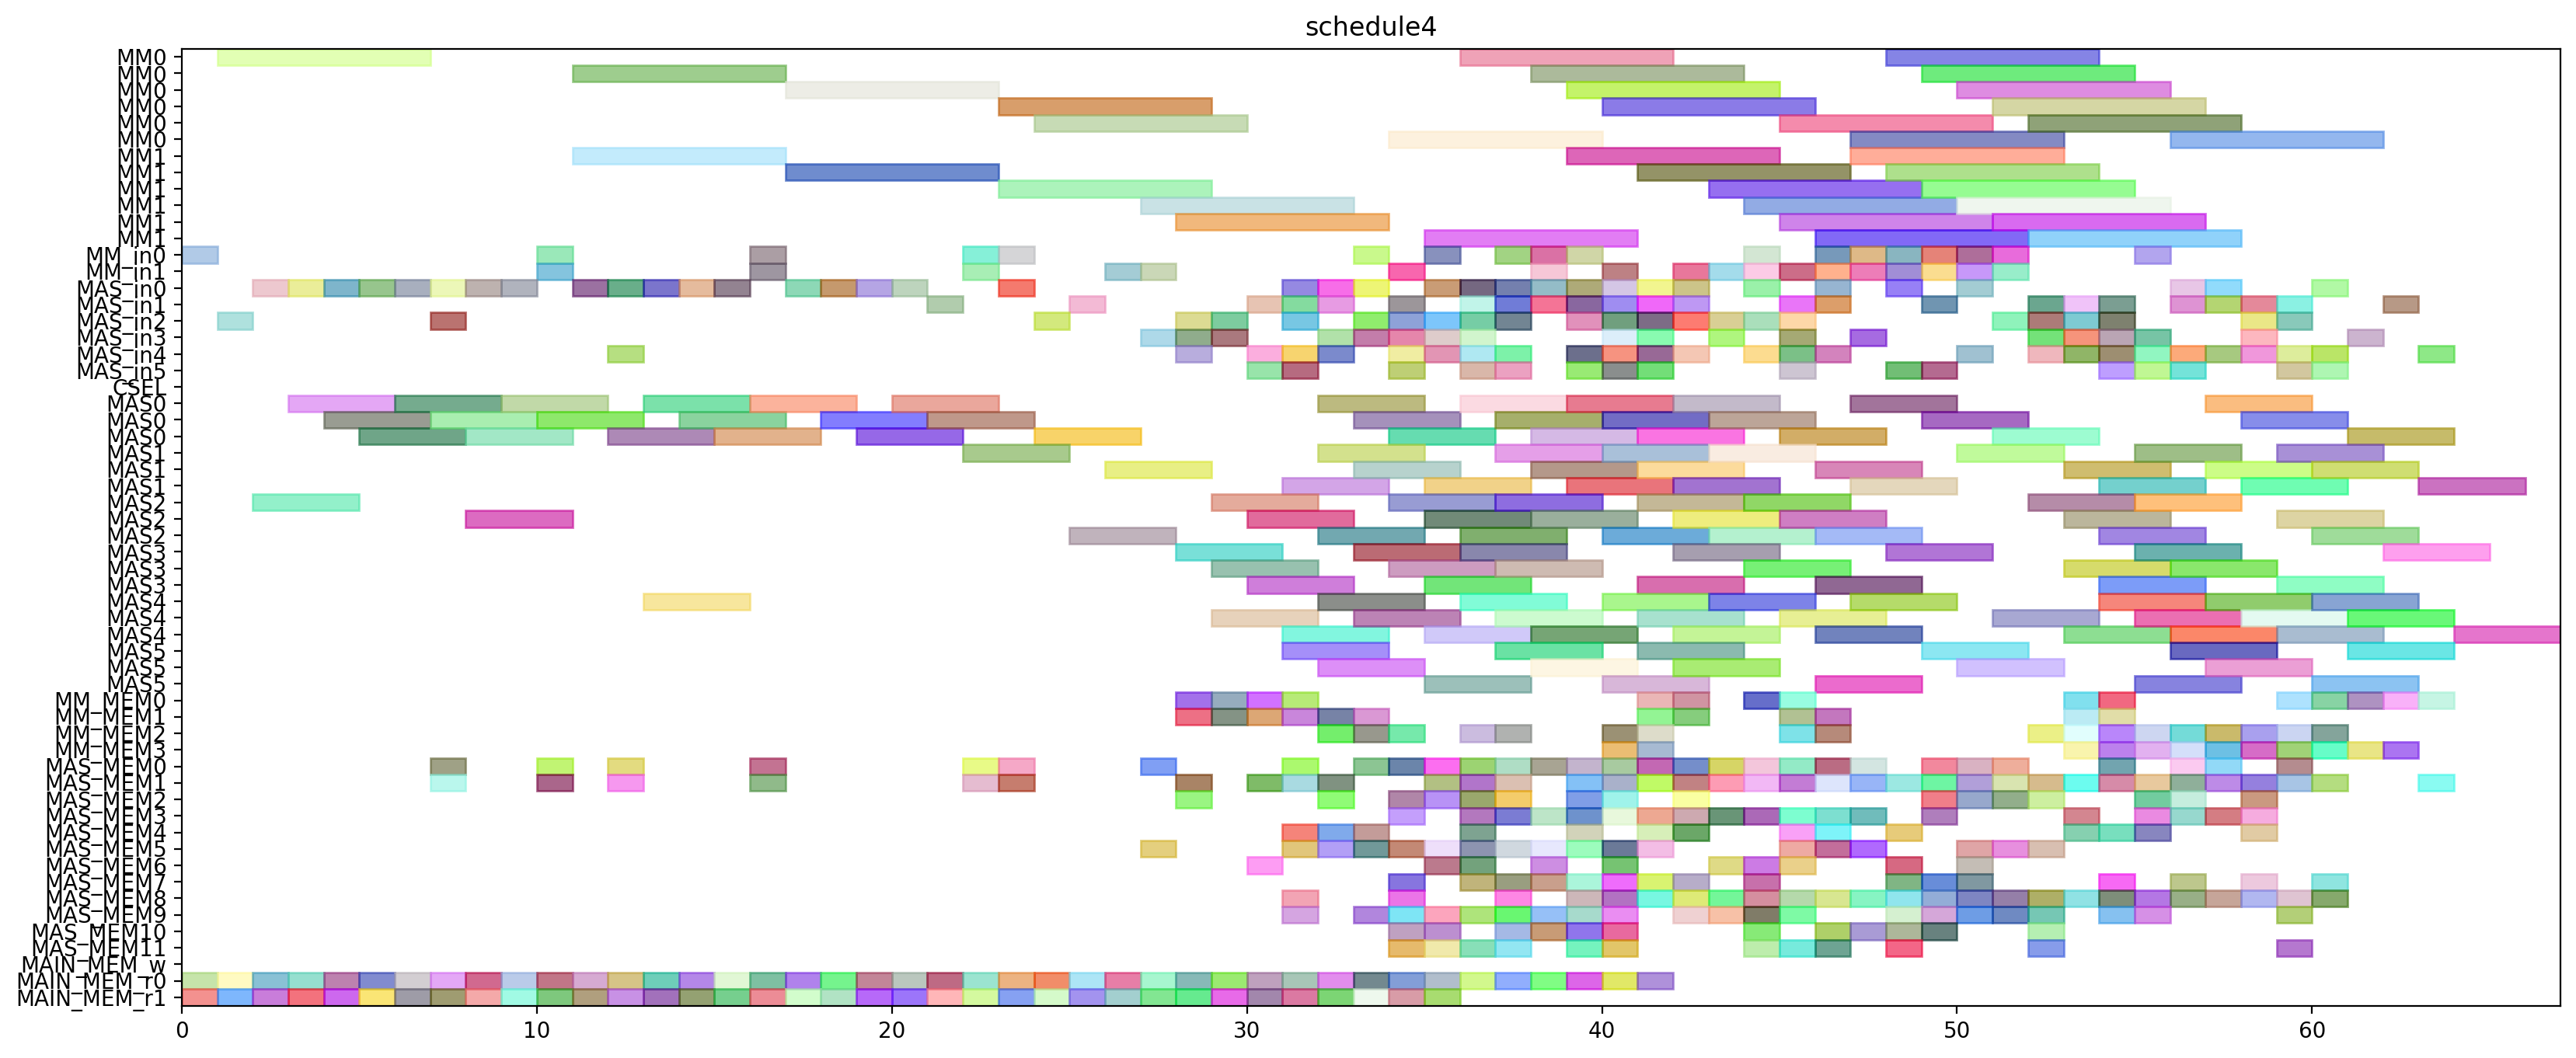 schedule4
MM0
MM0
MM0
MM0
MM0
MM0
MM1
MM1
MM1
MM1
MM1
MM1
MM_in0
MM_in1
MAS_in0
MAS_in1
MAS_in2
MAS_in3
MAS_in4
MAS_in5
CSEL
MAS0
MAS0
MAS0
MAS1
MAS1
MAS1
MAS2
MAS2
MAS2
MAS3
MAS3
MAS3
MAS4
MAS4
MAS4
MAS5
MAS5
MAS5
MM_MEM0
MM_MEM1
MM_MEM2
MM_MEM3
MAS_MEM0
MAS_MEM1
MAS_MEM2
MAS_MEM3
MAS_MEM4
MAS_MEM5
MAS_MEM6
MAS_MEM7
MAS_MEM8
MAS_MEM9
MAS_MEM10
MAS_MEM11
MAIN_MEM_w
MAIN_MEM_r0
MAIN_MEM_r1
0 10 20 30 40 50 60